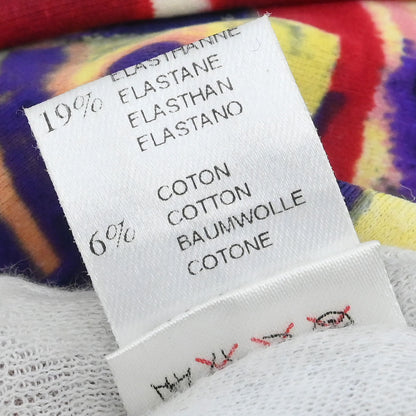 ELASTHANNE
19% ELASTANE
ELASTHAN
ELASTANO
COTON
6% COTTON
BAUMWOLLE
COTONE